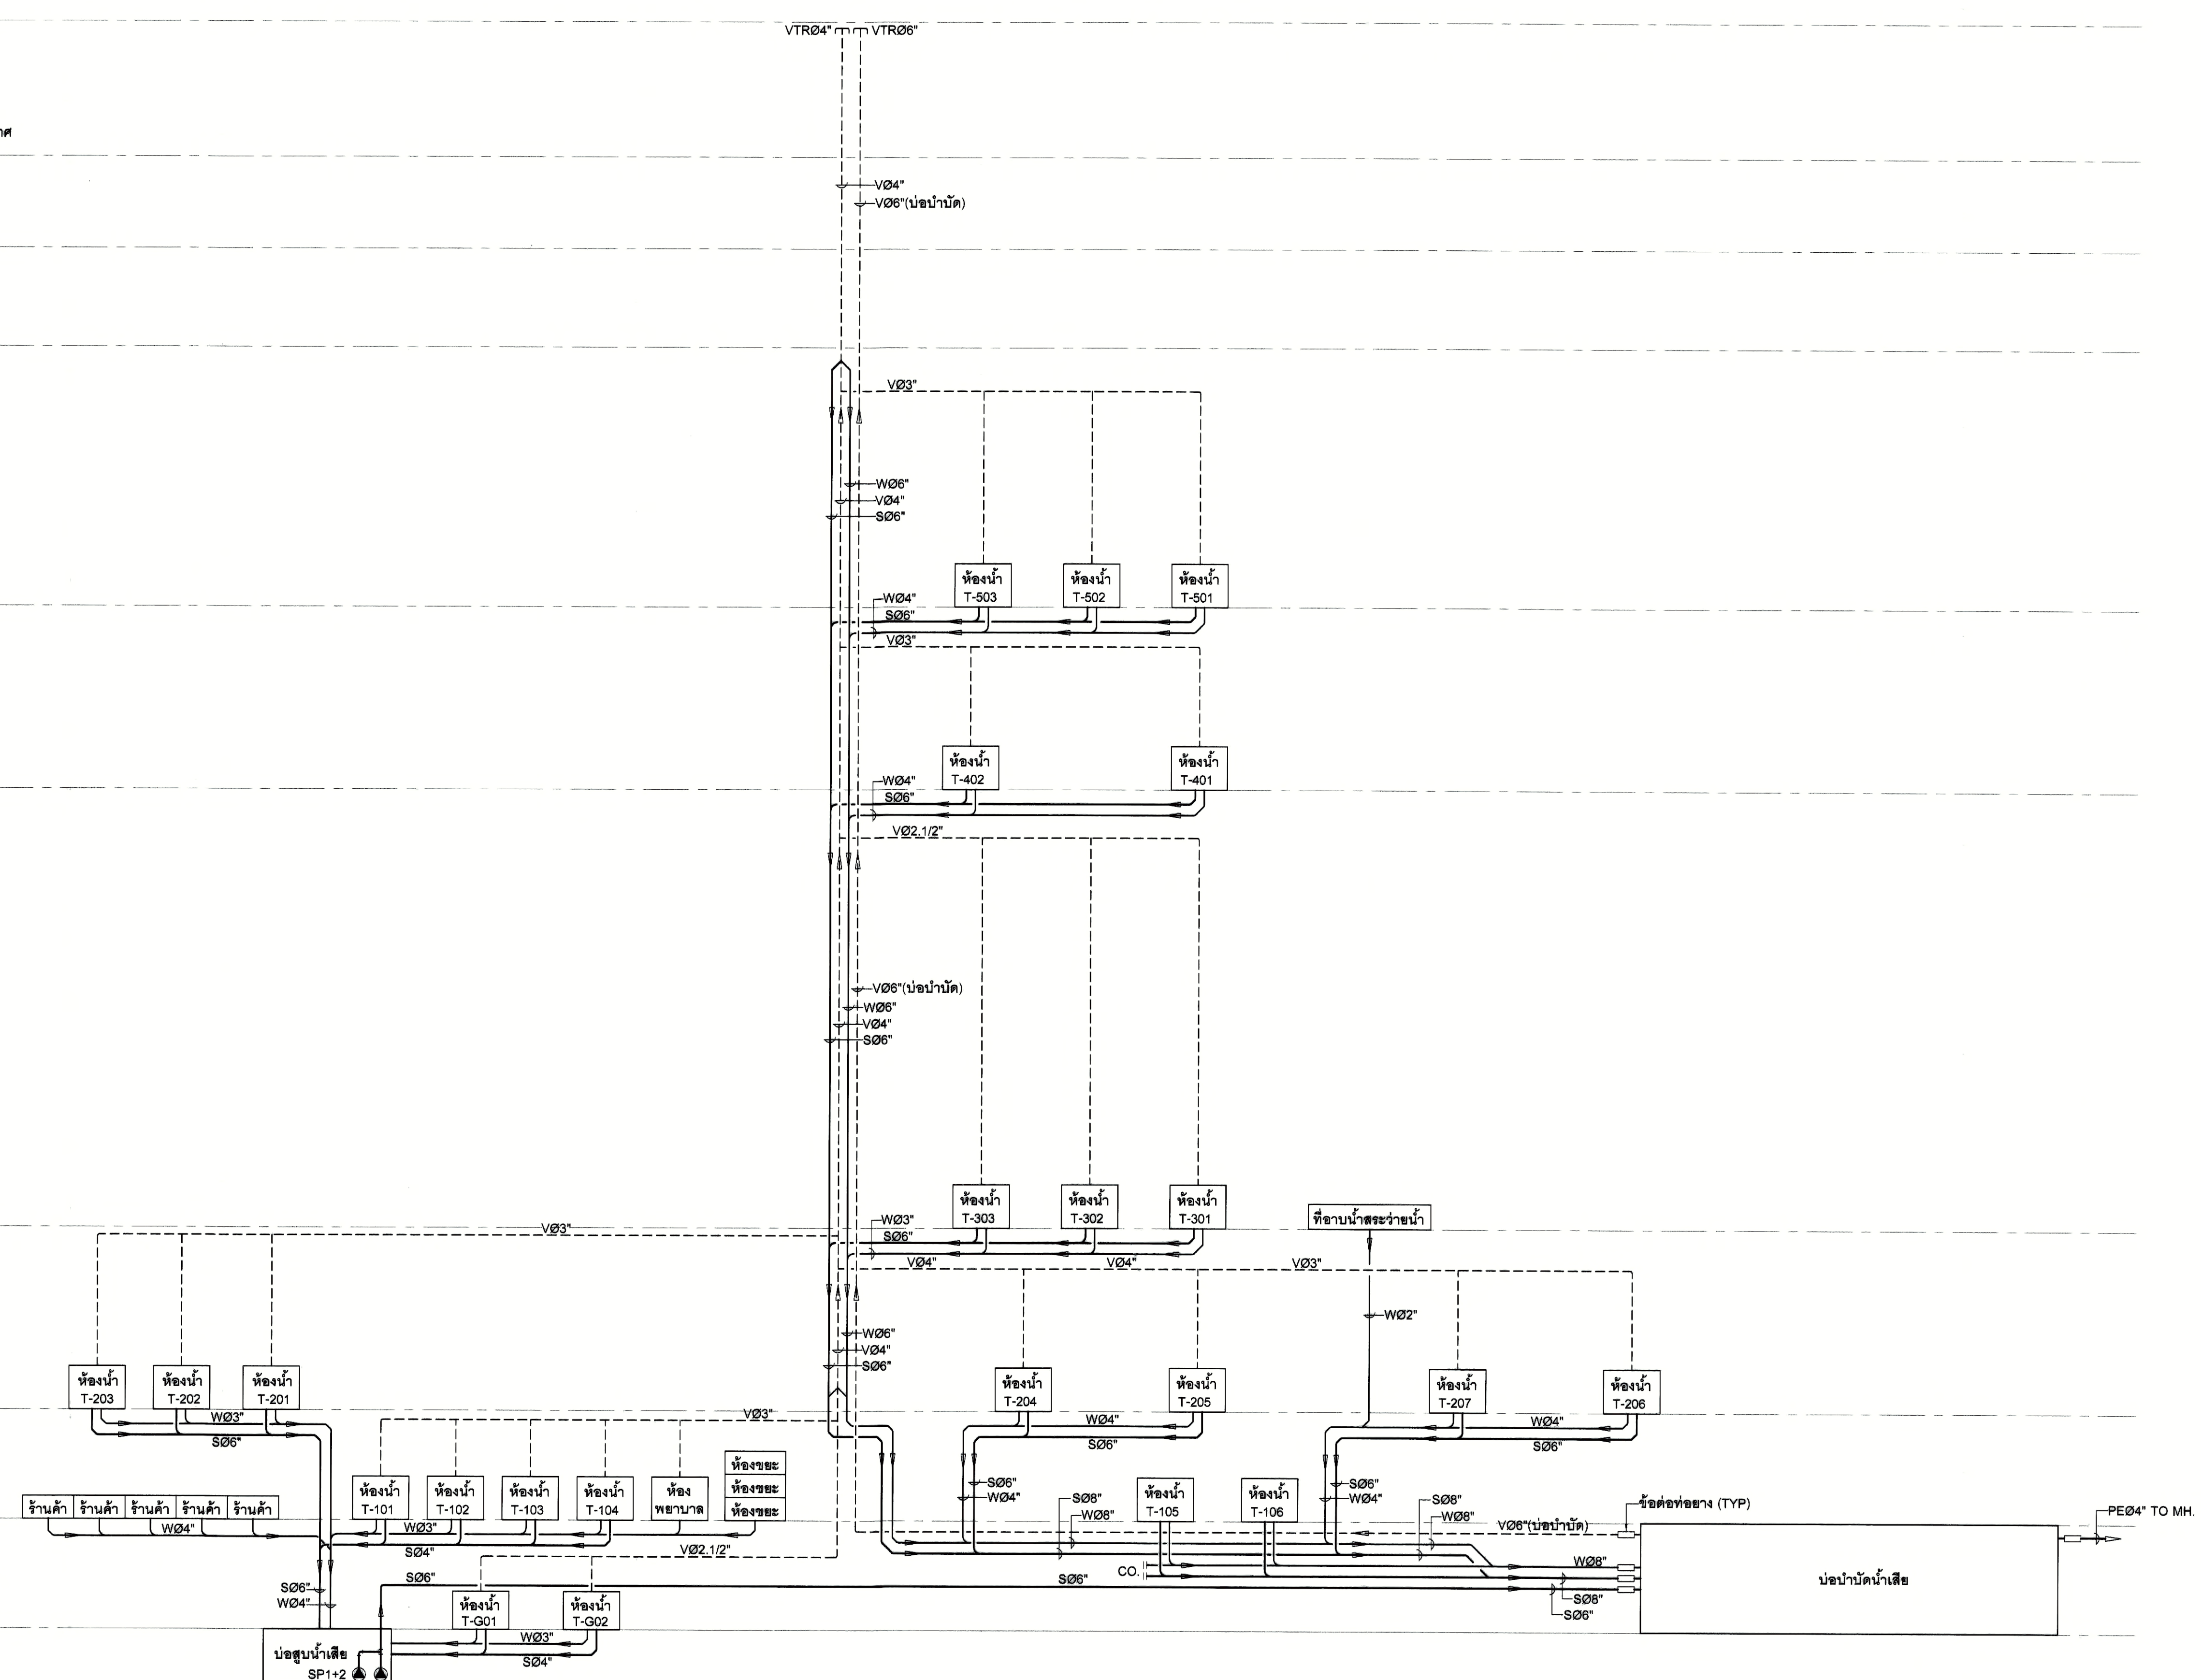 VTRØ4" VTRØ6"
VØ4"
VØ6"(บ่อบำบัด)
VØ3"
WØ6"
VØ4"
SØ6"
ห้องน้ำ
T-503
ห้องน้ำ
T-502
ห้องน้ำ
T-501
WØ4"
SØ6"
VØ3"
ห้องน้ำ
T-402
ห้องน้ำ
T-401
WØ4"
SØ6"
VØ2.1/2"
VØ6"(บ่อบำบัด)
WØ6"
VØ4"
SØ6"
ห้องน้ำ
T-303
ห้องน้ำ
T-302
ห้องน้ำ
T-301
ที่อาบน้ำสระว่ายน้ำ
WØ3"
SØ6"
VØ3"
VØ4" VØ4" VØ3"
WØ2"
WØ6"
VØ4"
SØ6"
ห้องน้ำ
T-203
ห้องน้ำ
T-202
ห้องน้ำ
T-201
WØ3"
SØ6"
ห้องน้ำ
T-204
ห้องน้ำ
T-205
WØ4"
SØ6"
ห้องน้ำ
T-207
ห้องน้ำ
T-206
WØ4"
SØ6"
VØ3"
ร้านค้า ร้านค้า ร้านค้า ร้านค้า ร้านค้า
WØ4"
ห้องน้ำ
T-101
ห้องน้ำ
T-102
ห้องน้ำ
T-103
ห้องน้ำ
T-104
ห้อง
พยาบาล
ห้องขยะ
ห้องขยะ
ห้องขยะ
WØ3"
SØ4"
VØ2.1/2"
SØ6"
WØ4"
SØ8"
WØ8"
ห้องน้ำ
T-105
ห้องน้ำ
T-106
SØ6"
WØ4"
SØ8"
WØ8"
ข้อต่อท่อยาง (TYP)
VØ6"(บ่อบำบัด)
PEØ4" TO MH.
CO.
WØ8"
SØ8"
SØ6"
บ่อบำบัดน้ำเสีย
SØ6"
SØ6"
SØ6"
WØ4"
ห้องน้ำ
T-G01
ห้องน้ำ
T-G02
WØ3"
SØ4"
บ่อสูบน้ำเสีย
SP1+2